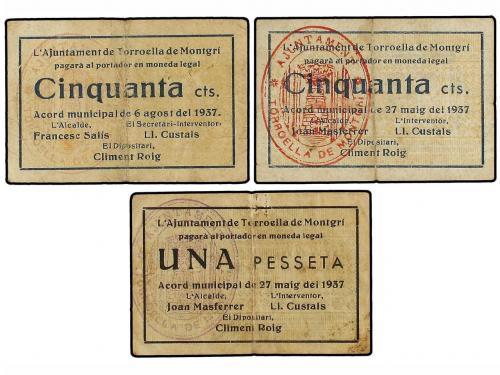 L'Ajuntament de Torroella de Montgrí
pagarà al portador en moneda legal
Cinquanta cts.
Acord municipal de 6 agost del 1937.
L'Alcalde, El Secretari-Interventor,
Francesc Salís Ll. Custals
El Dipositari,
Climent Roig
L'Ajuntament de Torroella de Montgrí
pagarà al portador en moneda legal
Cinquanta cts.
Acord municipal de 27 maig del 1937
L'Alcalde, L'Interventor,
Joan Masferrer Ll. Custals
El Dipositari,
Climent Roig
AJUNTAMENT
TORROELLA DE MONTGRI
L'Ajuntament de Torroella de Montgrí
pagarà al portador en moneda legal
UNA PESSETA
Acord municipal de 27 maig del 1937
L'Alcalde, L'Interventor,
Joan Masferrer Ll. Custals
El Dipositari,
Climent Roig
AJUNTAMENT